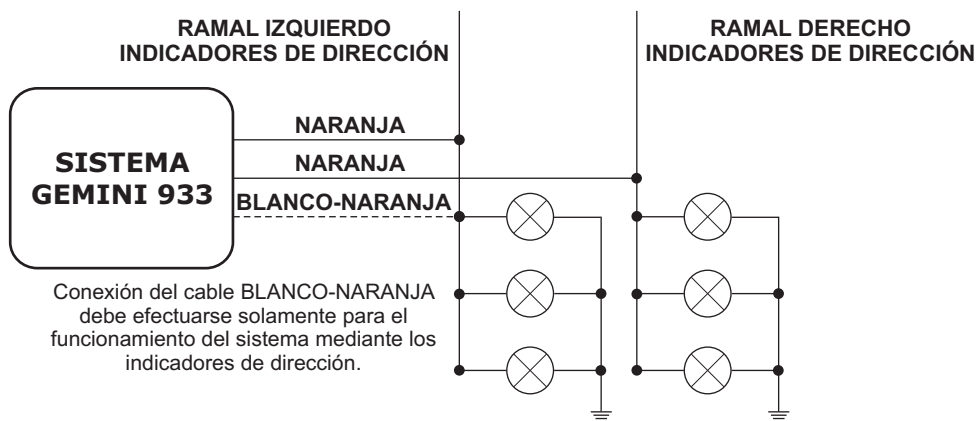 RAMAL IZQUIERDO
INDICADORES DE DIRECCIÓN
RAMAL DERECHO
INDICADORES DE DIRECCIÓN
SISTEMA
GEMINI 933
NARANJA
NARANJA
BLANCO-NARANJA
Conexión del cable BLANCO-NARANJA
debe efectuarse solamente para el
funcionamiento del sistema mediante los
indicadores de dirección.